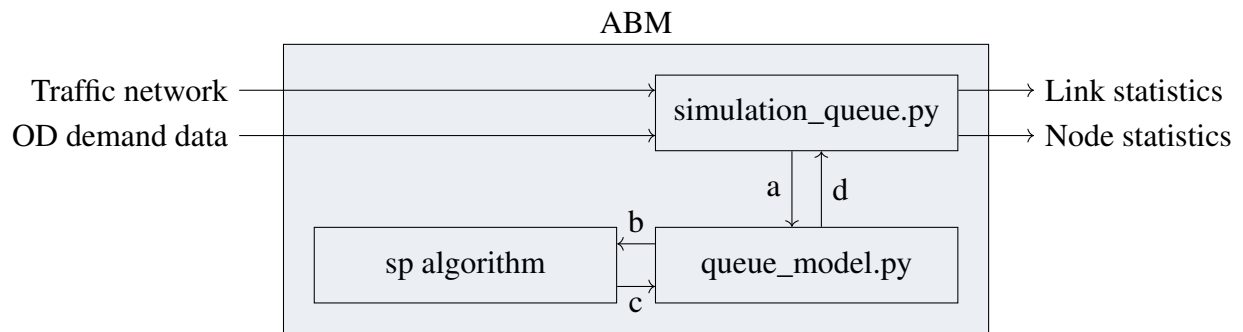 ABM
Traffic network
OD demand data
simulation_queue.py
Link statistics
Node statistics
a
d
b
sp algorithm
queue_model.py
c